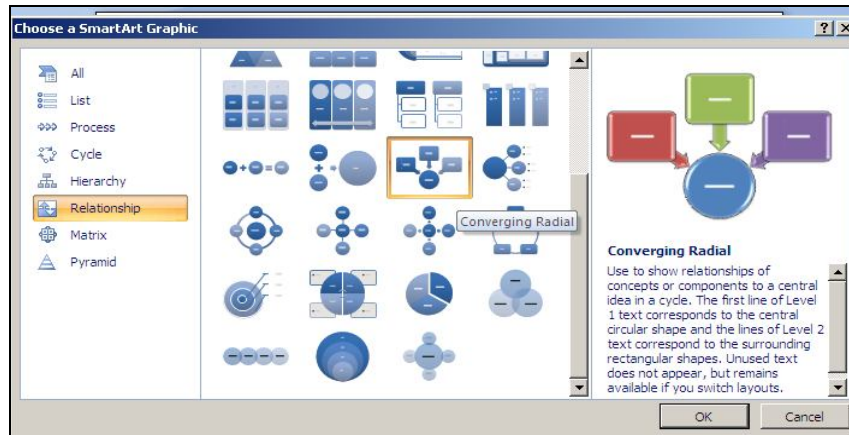 Choose a SmartArt Graphic
All
List
Process
Cycle
Hierarchy
Relationship
Matrix
Pyramid
Converging Radial
Converging Radial
Use to show relationships of
concepts or components to a central
idea in a cycle. The first line of Level
1 text corresponds to the central
circular shape and the lines of Level 2
text correspond to the surrounding
rectangular shapes. Unused text
does not appear, but remains
available if you switch layouts.
OK
Cancel